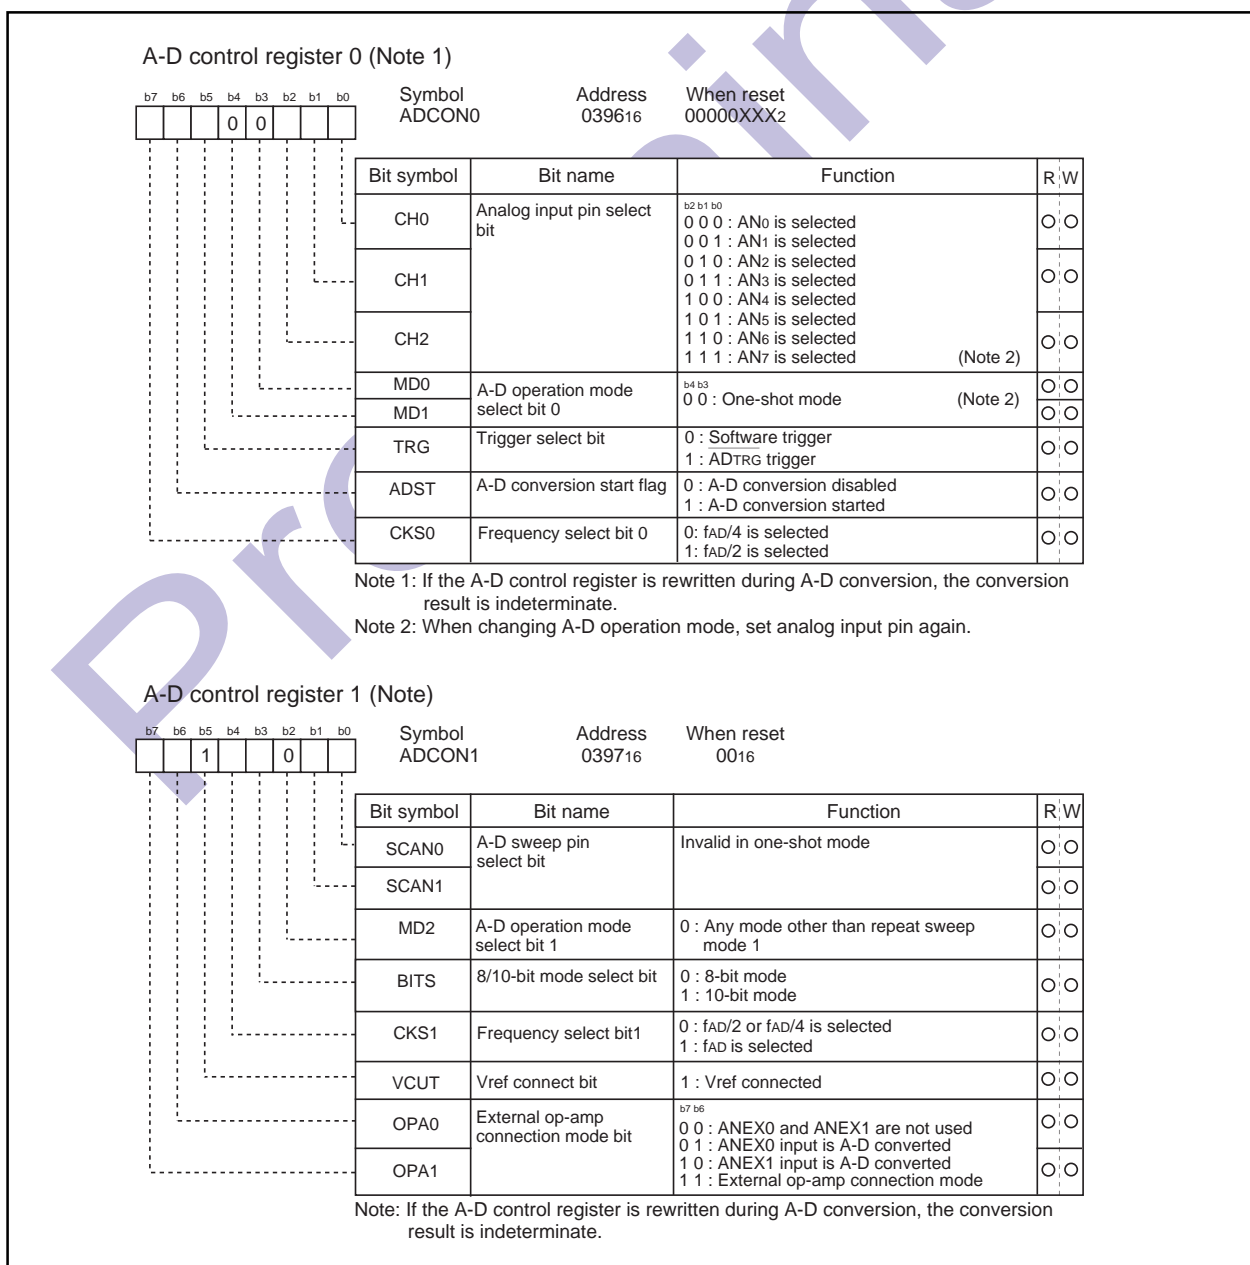 A-D control register 0 (Note 1)
b7 b6 b5 b4 b3 b2 b1 b0
0 0
Symbol Address When reset
ADCON0 039616 00000XXX2
Bit symbol Bit name Function R W
CH0 Analog input pin select bit
b2 b1 b0
0 0 0 : AN0 is selected
0 0 1 : AN1 is selected
CH1
0 1 0 : AN2 is selected
0 1 1 : AN3 is selected
1 0 0 : AN4 is selected
CH2
1 0 1 : AN5 is selected
1 1 0 : AN6 is selected
1 1 1 : AN7 is selected (Note 2)
MD0
MD1
A-D operation mode
select bit 0
b4 b3
0 0 : One-shot mode (Note 2)
TRG Trigger select bit
0 : Software trigger
1 : ADTRG trigger
ADST A-D conversion start flag
0 : A-D conversion disabled
1 : A-D conversion started
CKS0 Frequency select bit 0
0: fAD/4 is selected
1: fAD/2 is selected
Note 1: If the A-D control register is rewritten during A-D conversion, the conversion
result is indeterminate.
Note 2: When changing A-D operation mode, set analog input pin again.
A-D control register 1 (Note)
b7 b6 b5 b4 b3 b2 b1 b0
1 0
Symbol Address When reset
ADCON1 039716 0016
Bit symbol Bit name Function R W
SCAN0
SCAN1
A-D sweep pin
select bit
Invalid in one-shot mode
MD2
A-D operation mode
select bit 1
0 : Any mode other than repeat sweep
mode 1
BITS 8/10-bit mode select bit
0 : 8-bit mode
1 : 10-bit mode
CKS1 Frequency select bit1
0 : fAD/2 or fAD/4 is selected
1 : fAD is selected
VCUT Vref connect bit 1 : Vref connected
OPA0
OPA1
External op-amp
connection mode bit
b7 b6
0 0 : ANEX0 and ANEX1 are not used
0 1 : ANEX0 input is A-D converted
1 0 : ANEX1 input is A-D converted
1 1 : External op-amp connection mode
Note: If the A-D control register is rewritten during A-D conversion, the conversion
result is indeterminate.